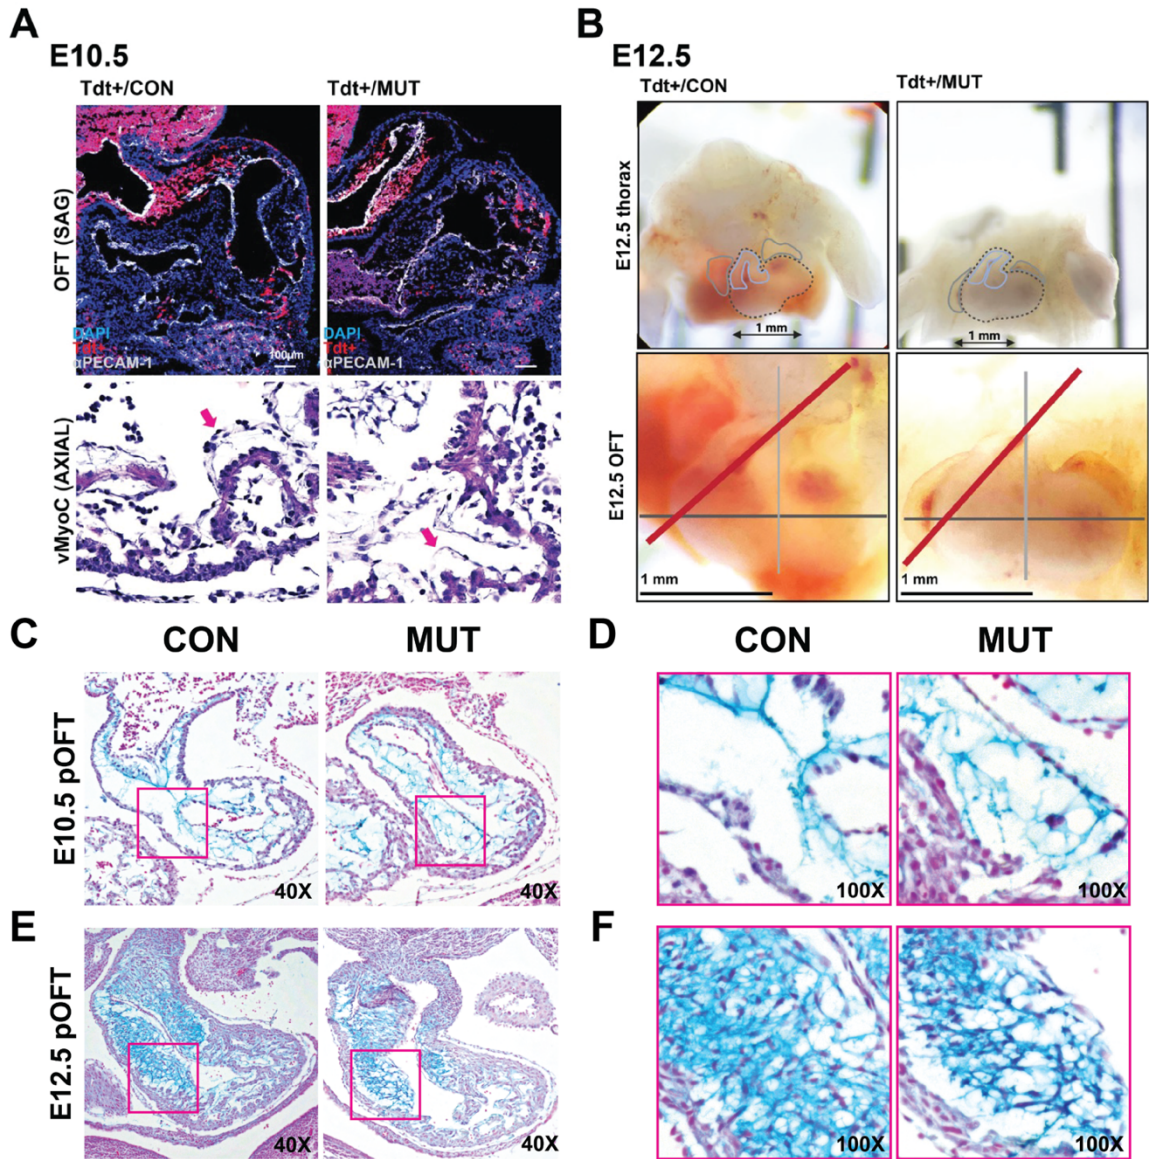 A
E10.5
Tdt+/CON
Tdt+/MUT
OFT (SAG)
DAPI
Tdt+
αPECAM-1
100μm
DAPI
Tdt+
αPECAM-1
vMyoC (AXIAL)
B
E12.5
Tdt+/CON
Tdt+/MUT
E12.5 thorax
1 mm
1 mm
E12.5 OFT
1 mm
1 mm
C
CON
MUT
E10.5 pOFT
40X
40X
D
CON
MUT
100X
100X
E
E12.5 pOFT
40X
40X
F
100X
100X